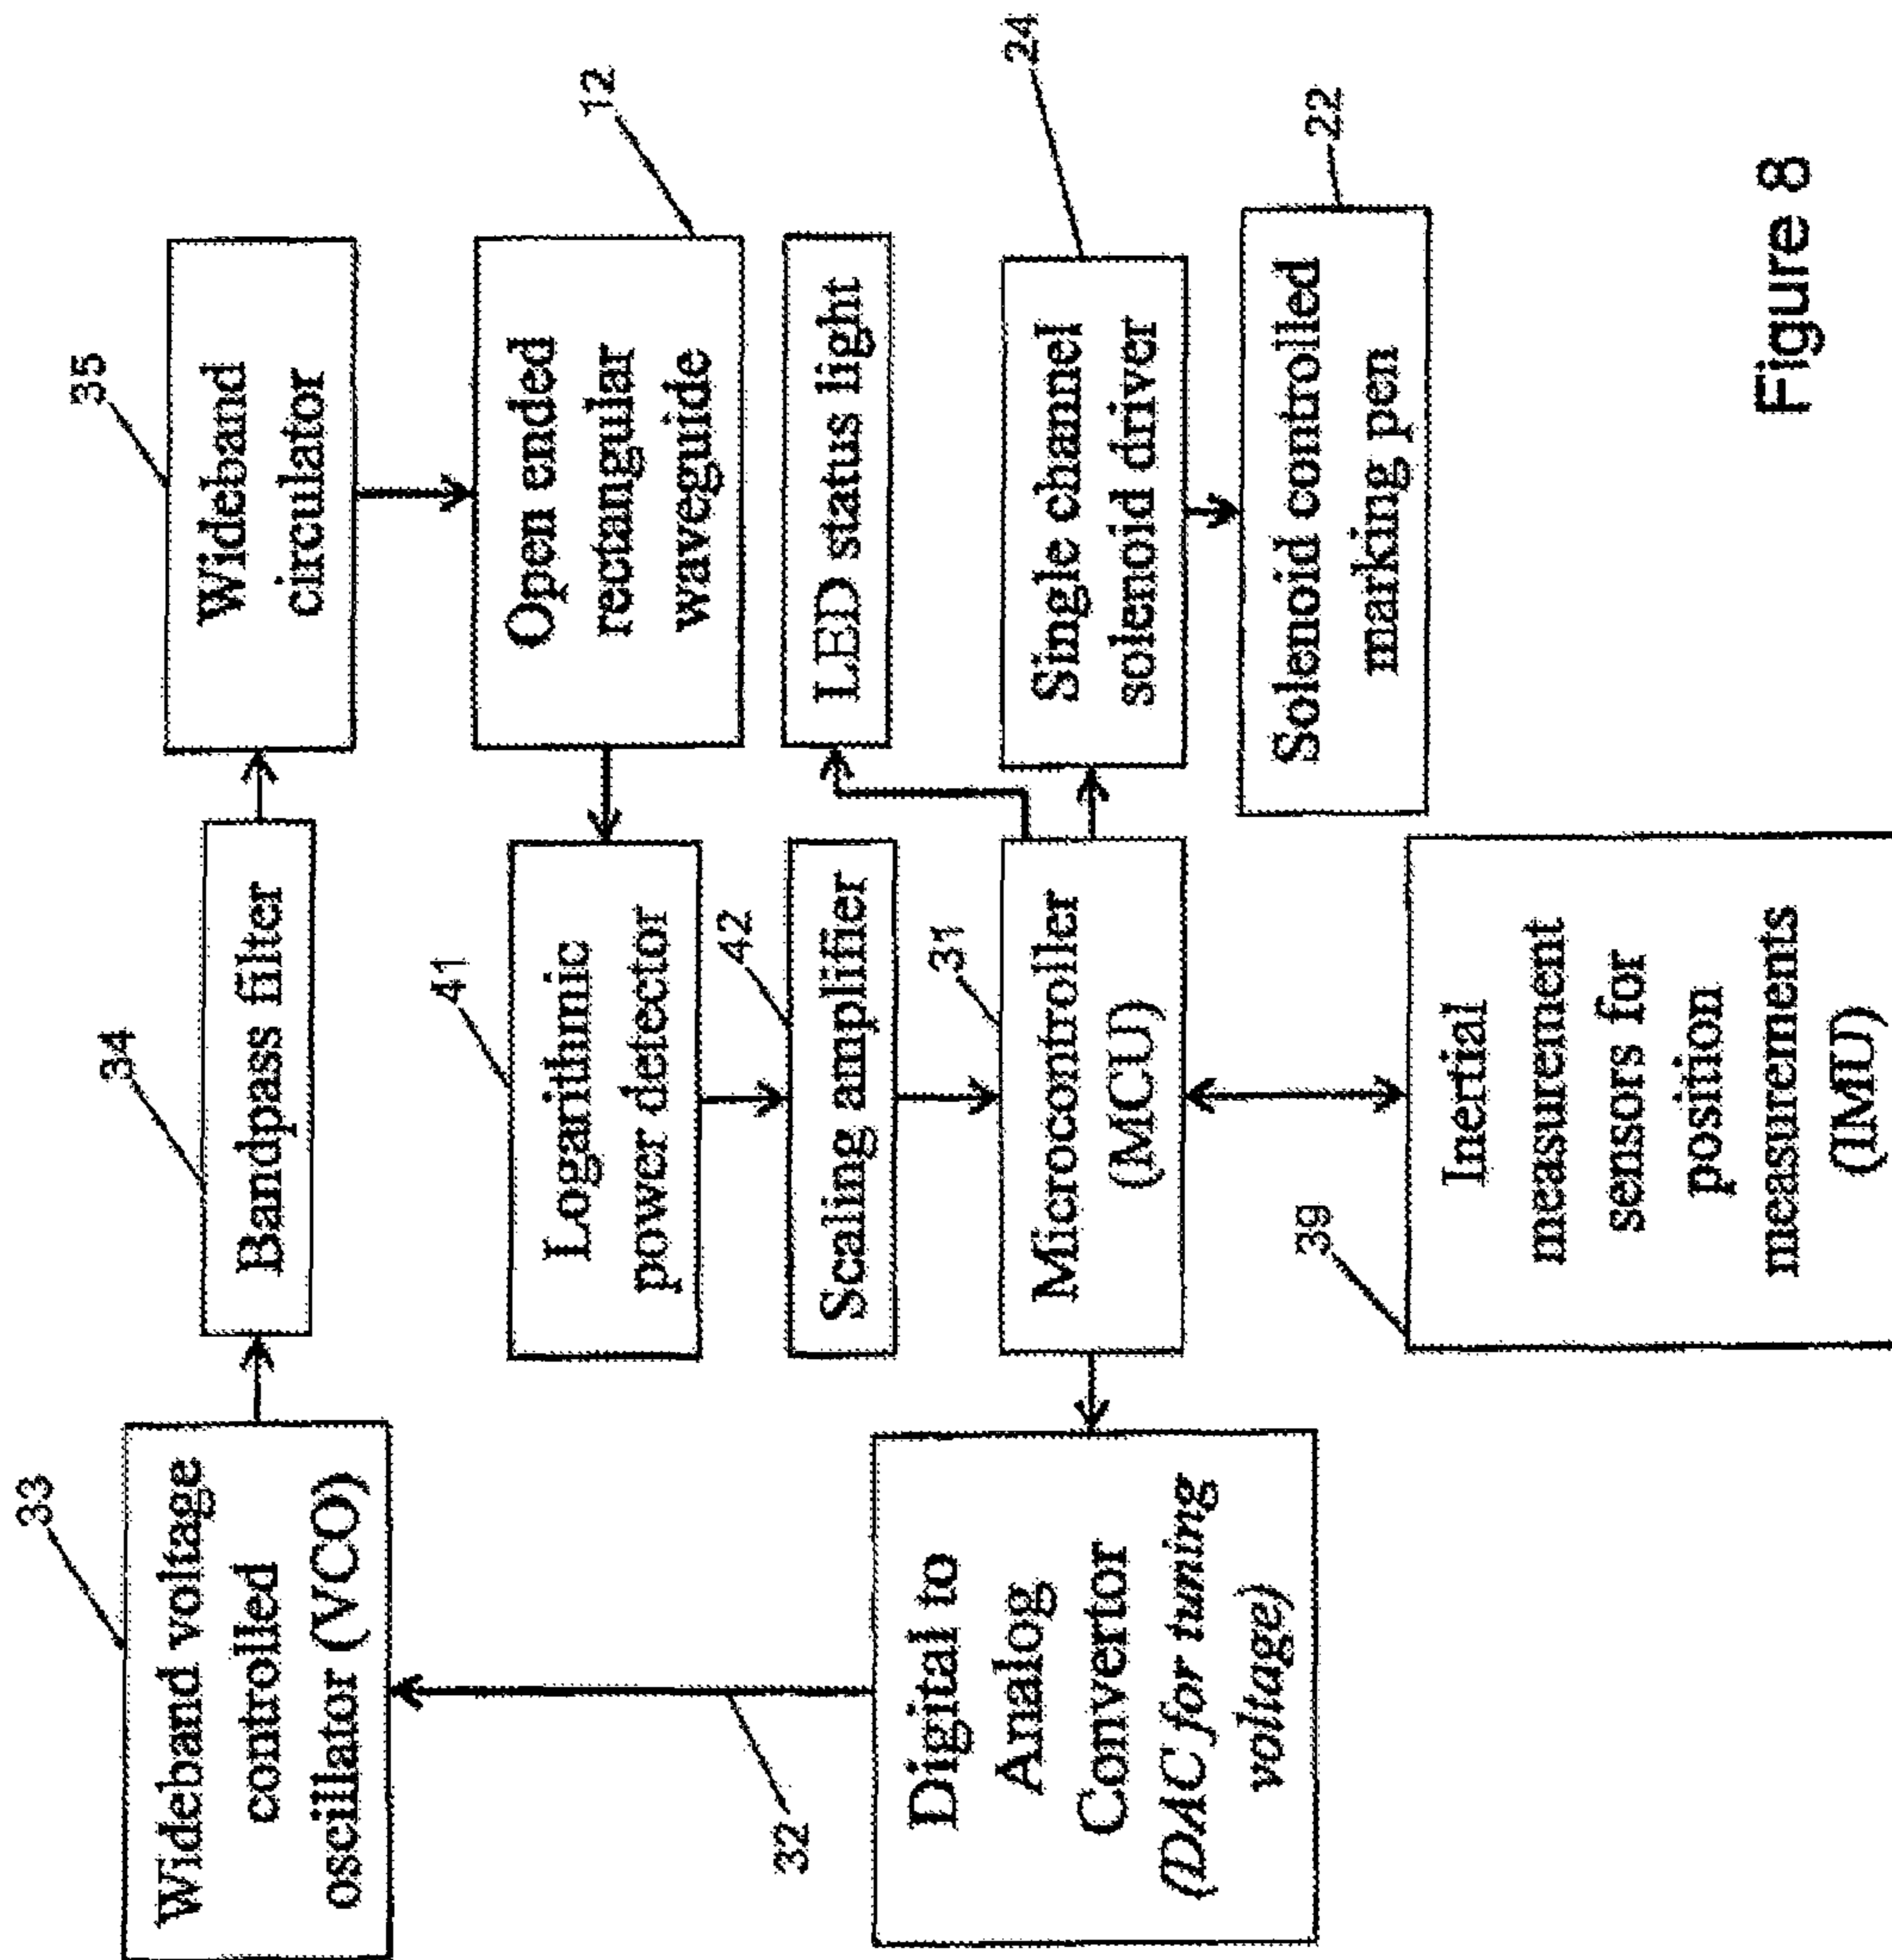 33
Wideband voltage
controlled
oscillator (VCO)
34
Bandpass filter
35
Wideband
circulator
32
41
Logarithmic
power detector
12
Open ended
rectangular
waveguide
42
Scaling amplifier
LED status light
Digital to
Analog
Convertor
(DAC for tuning
voltage)
31
Microcontroller
(MCU)
24
Single channel
solenoid driver
22
Solenoid controlled
marking pen
39
Inertial
measurement
sensors for
position
measurements
(IMU)
Figure 8